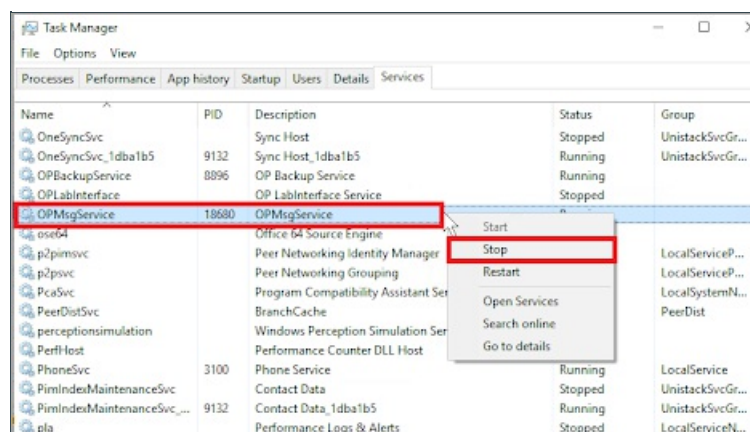 Task Manager
File Options View
Processes Performance App history Startup Users Details Services
Name PID Description Status Group
OneSyncSvc Sync Host Stopped UnistackSvcGr...
OneSyncSvc_1dba1b5 9132 Sync Host_1dba1b5 Running UnistackSvcGr...
OPBackupService 8896 OP Backup Service Running
OPLabInterface OP LabInterface Service Stopped
OPMsgService 18680 OPMsgService
ose64 Office 64 Source Engine
p2pimsvc Peer Networking Identity Manager LocalServiceP...
p2psvc Peer Networking Grouping LocalServiceP...
PcaSvc Program Compatibility Assistant Ser LocalSystemN...
PeerDistSvc BranchCache PeerDist
perceptionsimulation Windows Perception Simulation Ser
PerfHost Performance Counter DLL Host
PhoneSvc 3100 Phone Service Running LocalService
PimIndexMaintenanceSvc Contact Data Stopped UnistackSvcGr...
PimIndexMaintenanceSvc_... 9132 Contact Data_1dba1b5 Running UnistackSvcGr...
pla Performance Logs & Alerts Stopped LocalServiceN...
Start
Stop
Restart
Open Services
Search online
Go to details